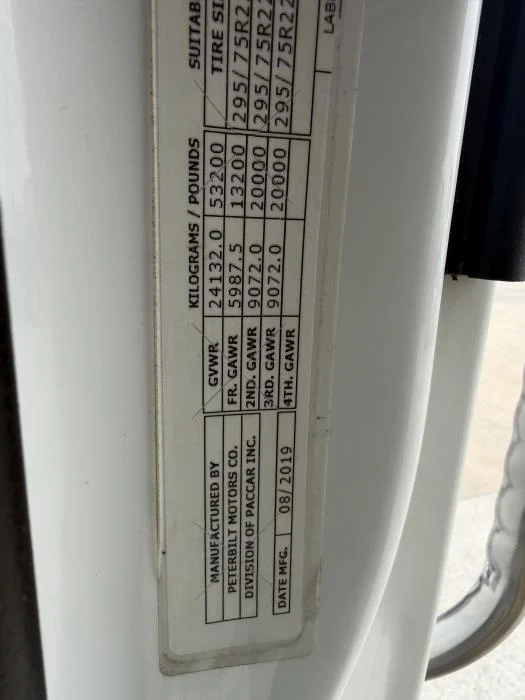 MANUFACTURED BY
PETERBILT MOTORS CO.
DIVISION OF PACCAR INC.
DATE MFG. 08/2019
KILOGRAMS / POUNDS SUITAB
GVWR 24132.0 53200 TIRE SI
FR. GAWR 5987.5 13200 295/75R2
2ND. GAWR 9072.0 20000 295/75R22
3RD. GAWR 9072.0 20000 295/75R22
4TH. GAWR
LAB